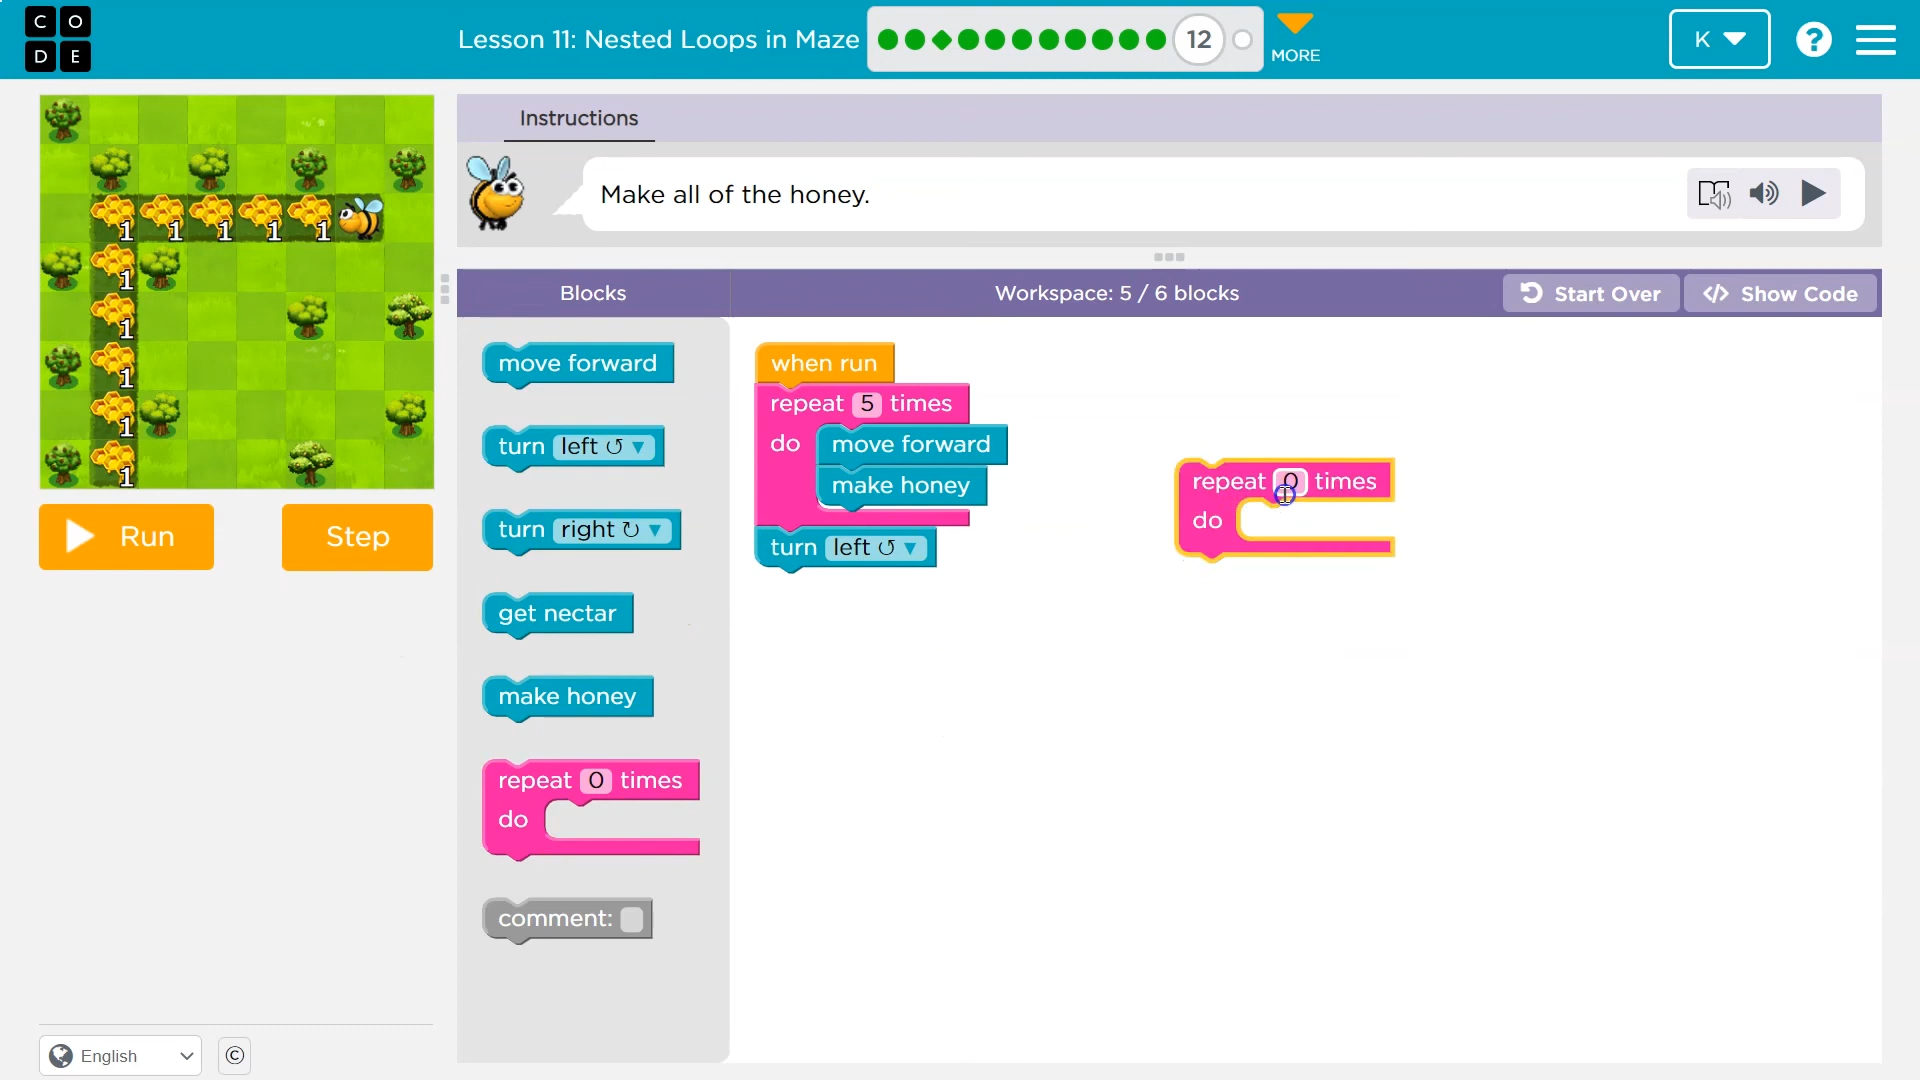 C O
D E
Lesson 11: Nested Loops in Maze
12
MORE
K
?
Instructions
Make all of the honey.
1 1 1 1 1
1
1
1
1
1
Run
Step
Blocks
Workspace: 5 / 6 blocks
Start Over
</> Show Code
move forward
turn left ↺ ▼
turn right ↻ ▼
get nectar
make honey
repeat 0 times
do
comment:
when run
repeat 5 times
do move forward
make honey
turn left ↺ ▼
repeat 0 times
do
English
©